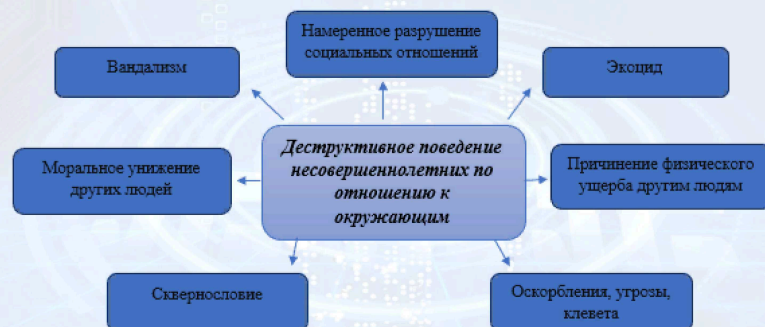 Намеренное разрушение
социальных отношений
Вандализм
Экоцид
Деструктивное поведение
несовершеннолетних по
отношению к
окружающим
Моральное унижение
других людей
Причинение физического
ущерба другим людям
Сквернословие
Оскорбления, угрозы,
клевета